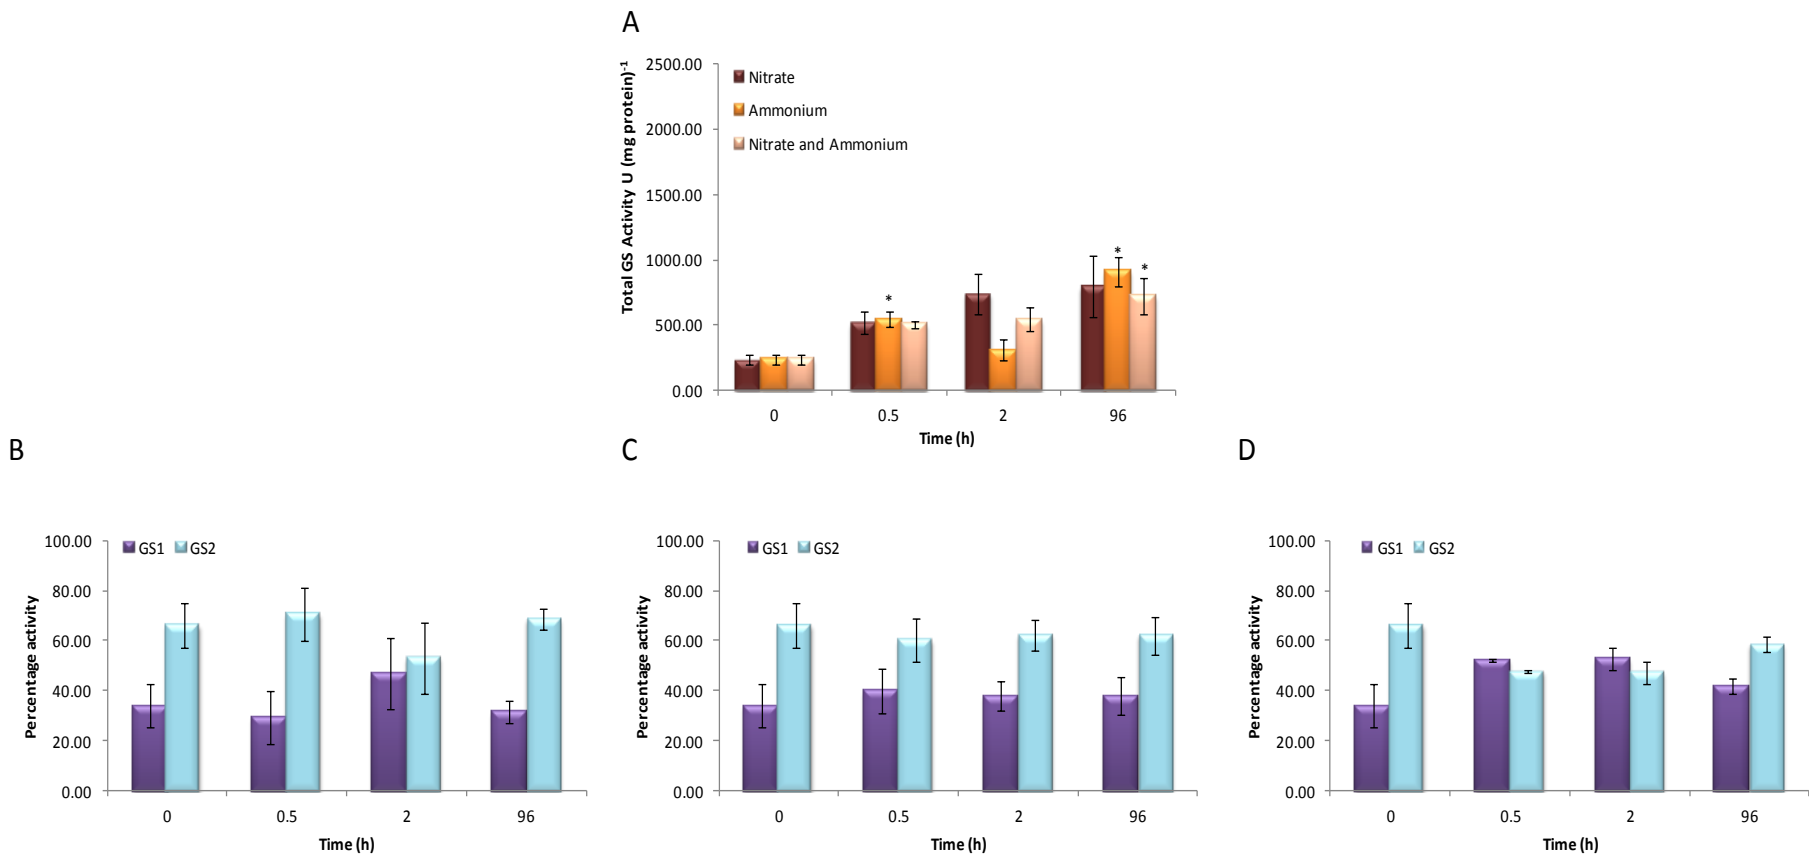 A
Total GS Activity U (mg protein)-1
2500.00
2000.00
1500.00
1000.00
500.00
0.00
Nitrate
Ammonium
Nitrate and Ammonium
*
*
*
0 0.5 2 96
Time (h)
B
Percentage activity
100.00
80.00
60.00
40.00
20.00
0.00
GS1 GS2
0 0.5 2 96
Time (h)
C
Percentage activity
100.00
80.00
60.00
40.00
20.00
0.00
GS1 GS2
0 0.5 2 96
Time (h)
D
Percentage activity
100.00
80.00
60.00
40.00
20.00
0.00
GS1 GS2
0 0.5 2 96
Time (h)